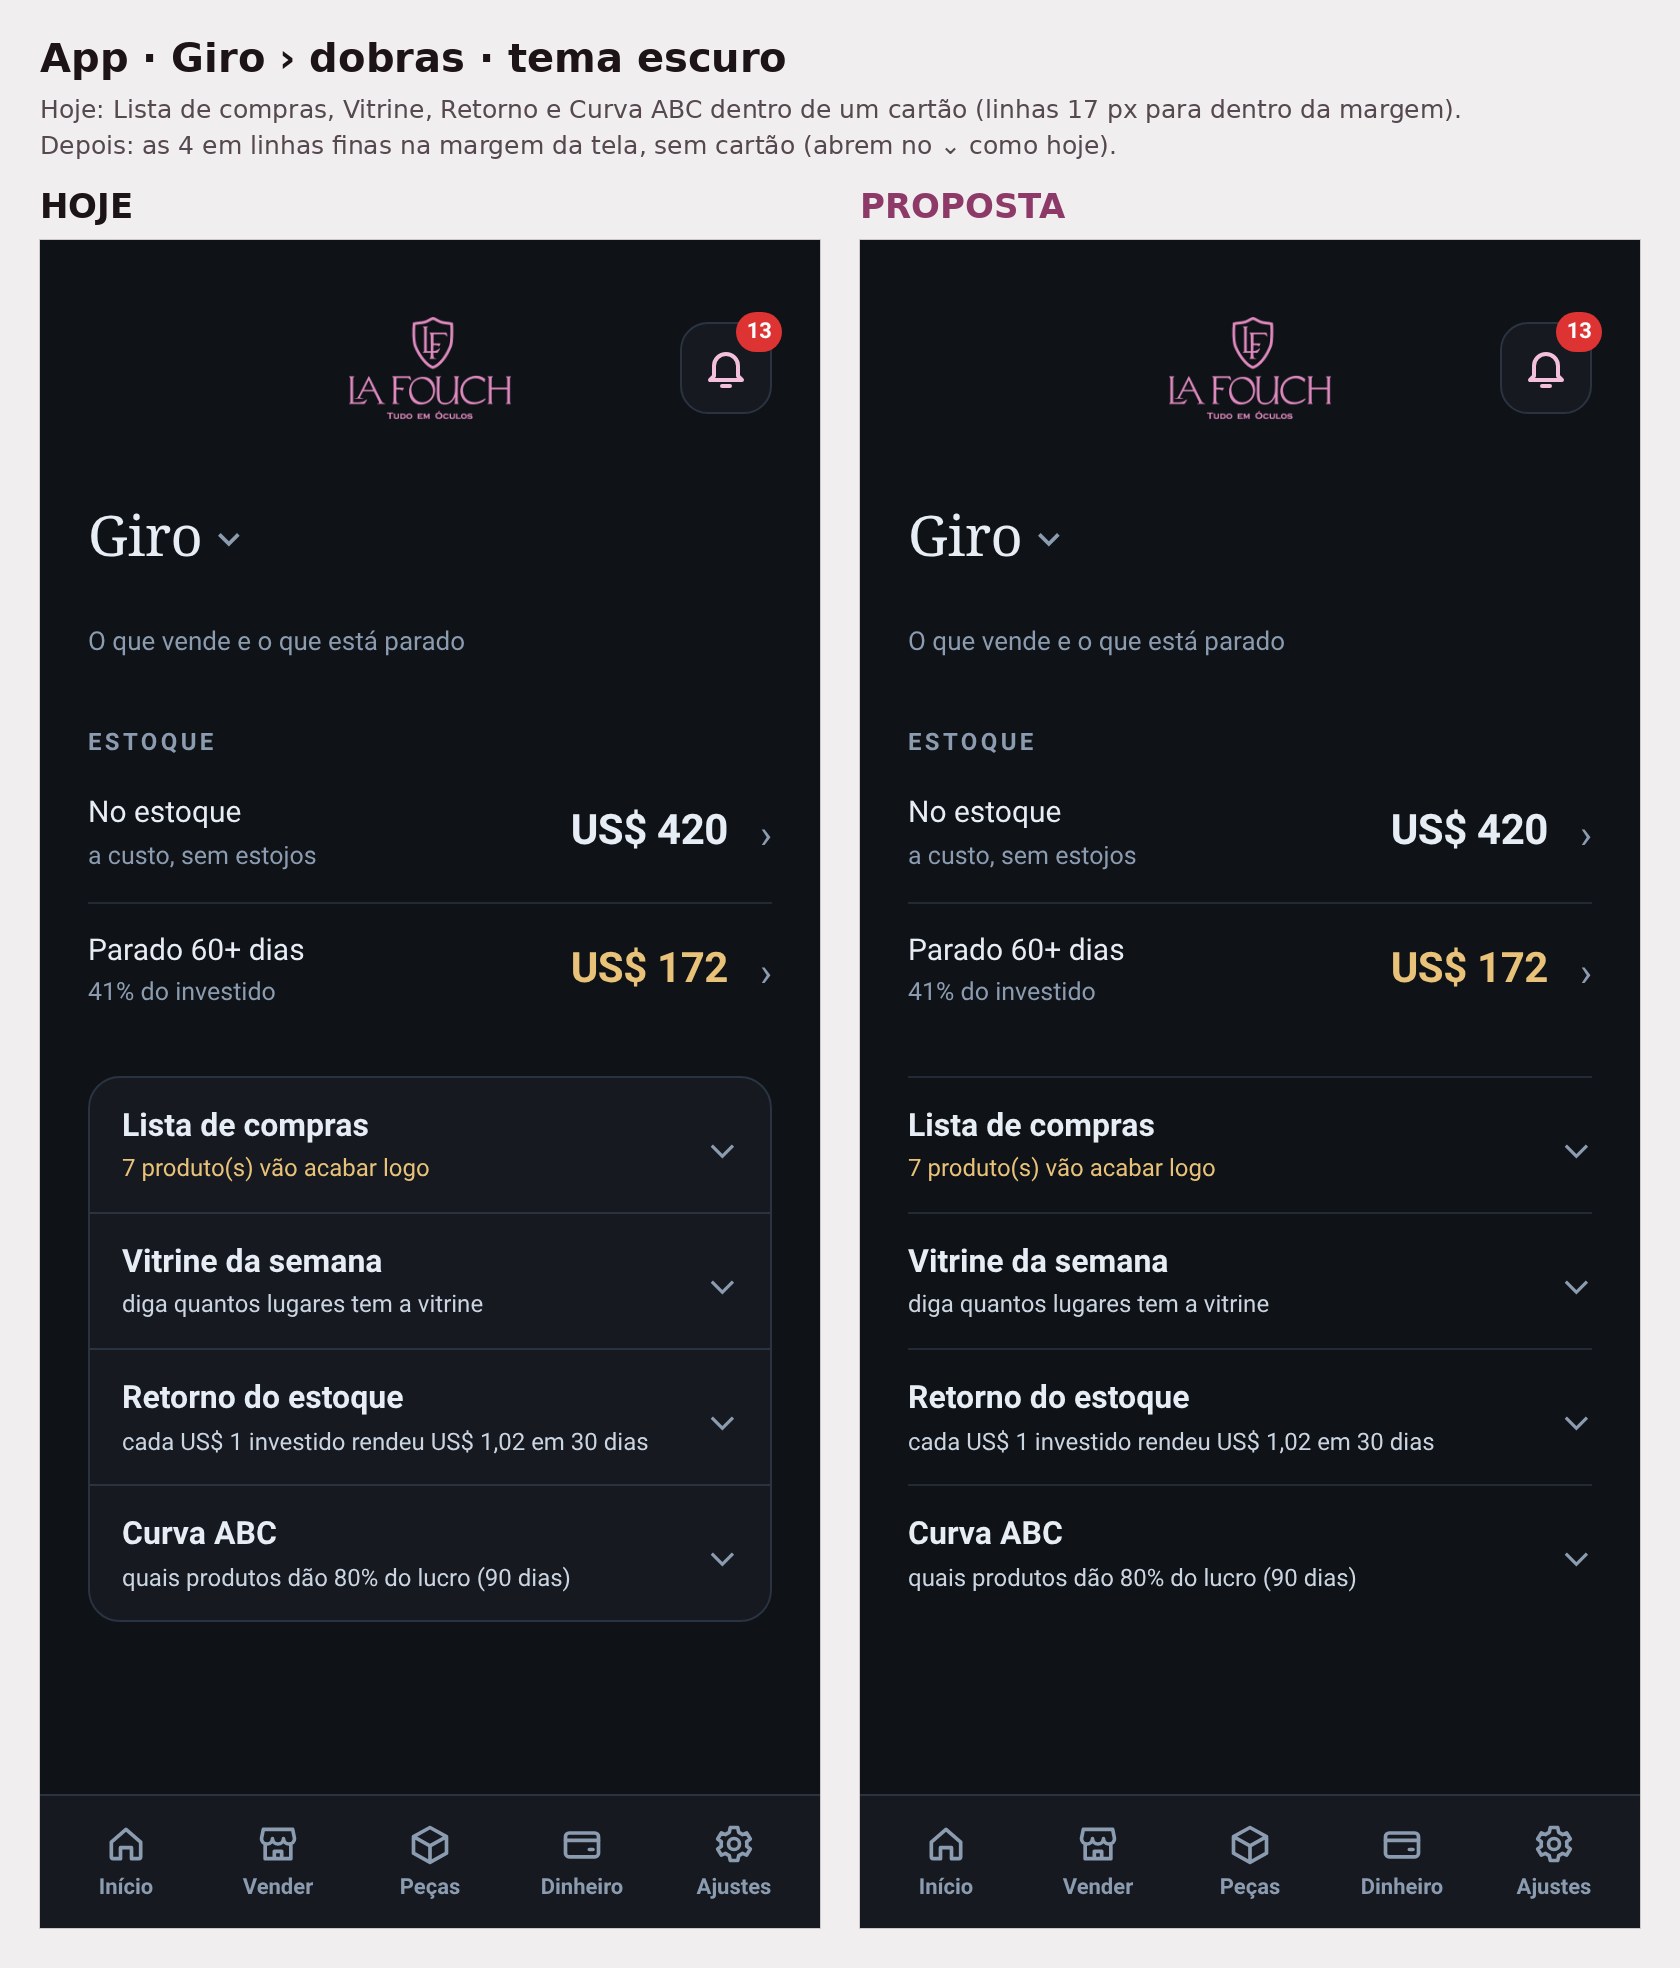 App · Giro › dobras · tema escuro
Hoje: Lista de compras, Vitrine, Retorno e Curva ABC dentro de um cartão (linhas 17 px para dentro da margem).
Depois: as 4 em linhas finas na margem da tela, sem cartão (abrem no ⌄ como hoje).
HOJE
LF
LA FOUCH
TUDO EM ÓCULOS
13
Giro
O que vende e o que está parado
ESTOQUE
No estoque
a custo, sem estojos
US$ 420 ›
Parado 60+ dias
41% do investido
US$ 172 ›
Lista de compras
7 produto(s) vão acabar logo
Vitrine da semana
diga quantos lugares tem a vitrine
Retorno do estoque
cada US$ 1 investido rendeu US$ 1,02 em 30 dias
Curva ABC
quais produtos dão 80% do lucro (90 dias)
Início Vender Peças Dinheiro Ajustes
PROPOSTA
LF
LA FOUCH
TUDO EM ÓCULOS
13
Giro
O que vende e o que está parado
ESTOQUE
No estoque
a custo, sem estojos
US$ 420 ›
Parado 60+ dias
41% do investido
US$ 172 ›
Lista de compras
7 produto(s) vão acabar logo
Vitrine da semana
diga quantos lugares tem a vitrine
Retorno do estoque
cada US$ 1 investido rendeu US$ 1,02 em 30 dias
Curva ABC
quais produtos dão 80% do lucro (90 dias)
Início Vender Peças Dinheiro Ajustes